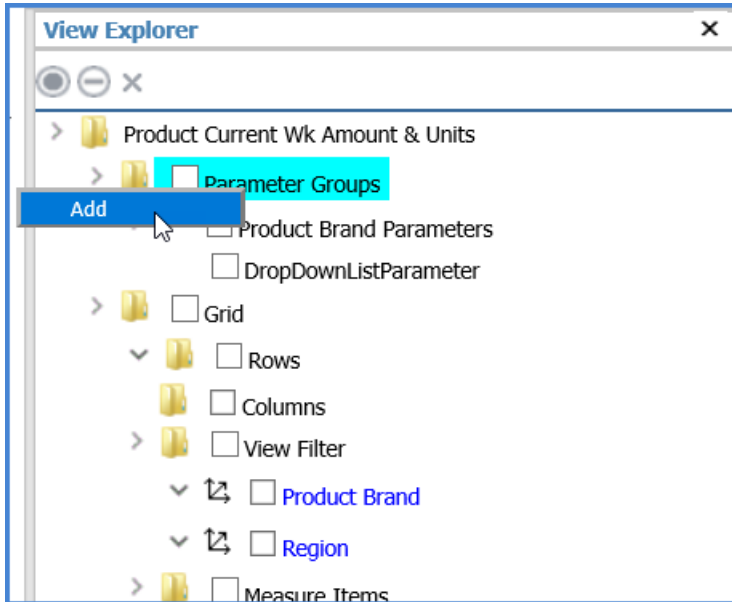 View Explorer
Product Current Wk Amount & Units
Parameter Groups
Add
Product Brand Parameters
DropDownListParameter
Grid
Rows
Columns
View Filter
Product Brand
Region
Measure Items